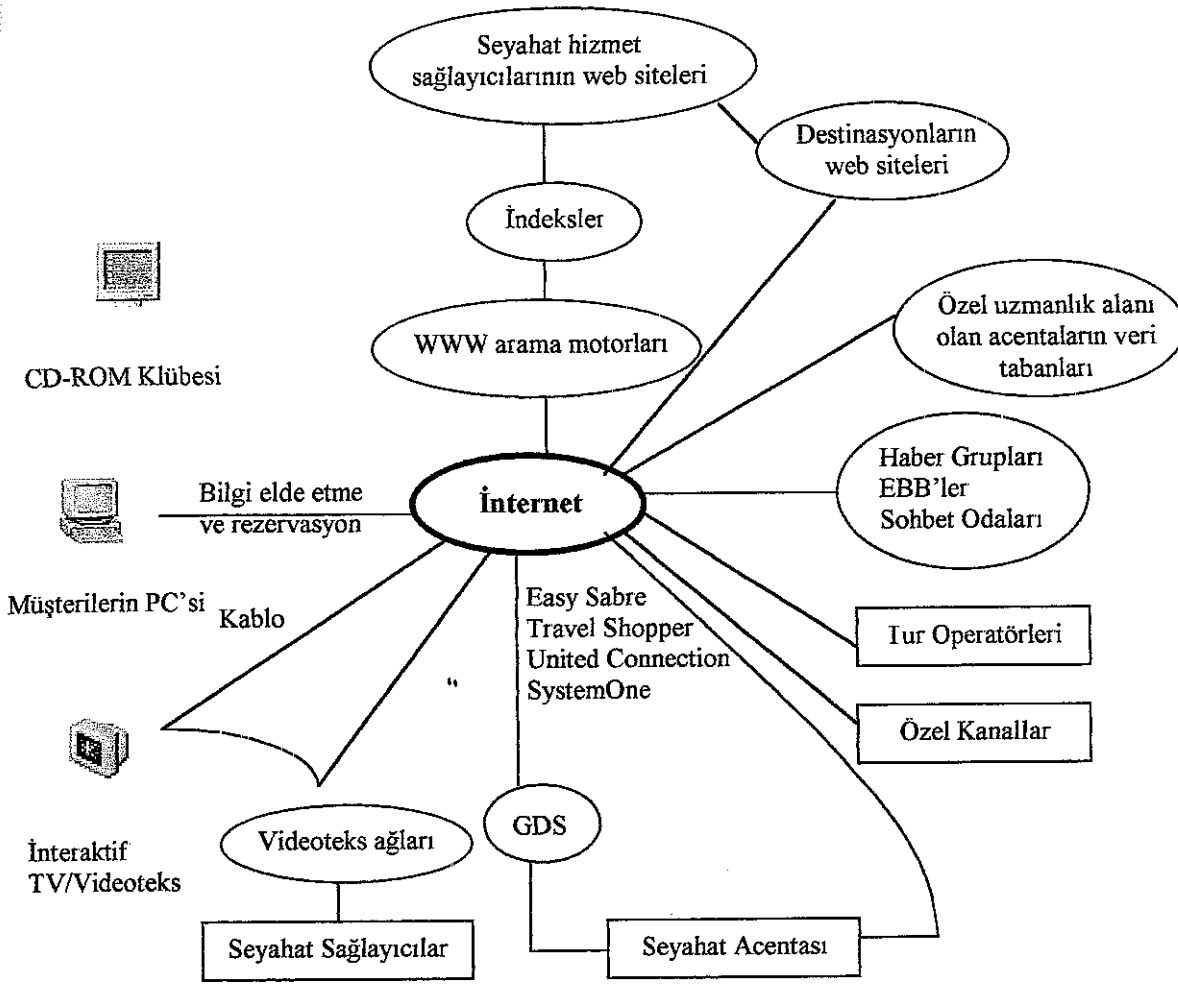 Seyahat hizmet
sağlayıcılarının web siteleri
Destinasyonların
web siteleri
İndeksler
WWW arama motorları
Özel uzmanlık alanı
olan acentaların veri
tabanları
CD-ROM Klübesi
Haber Grupları
EBB'ler
Sohbet Odaları
Bilgi elde etme
ve rezervasyon
İnternet
Müşterilerin PC'si
Kablo
Easy Sabre
Travel Shopper
United Connection
SystemOne
“
Tur Operatörleri
Özel Kanallar
GDS
Videoteks ağları
İnteraktif
TV/Videoteks
Seyahat Sağlayıcılar
Seyahat Acentası